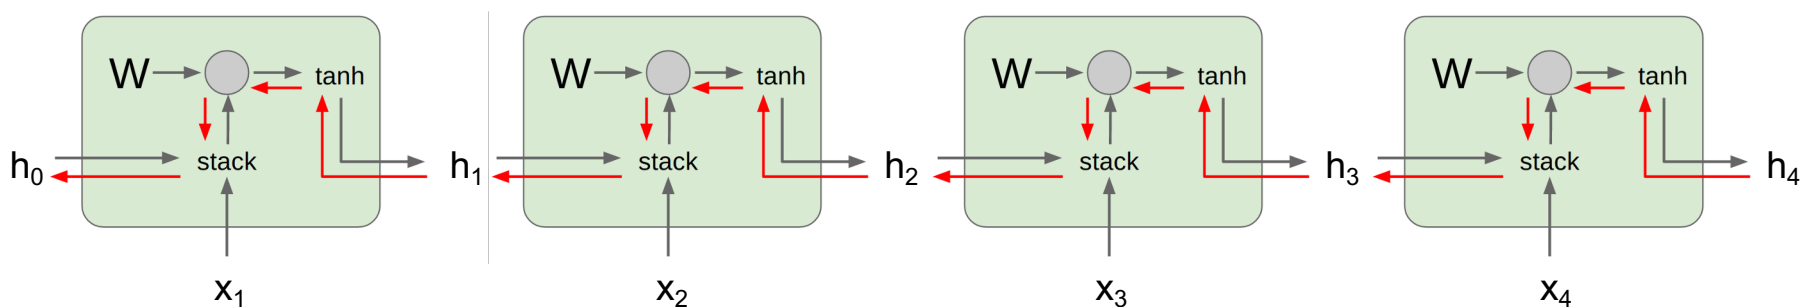 W tanh W tanh W tanh W tanh
h₀ stack h₁ stack h₂ stack h₃ stack h₄
x₁ x₂ x₃ x₄